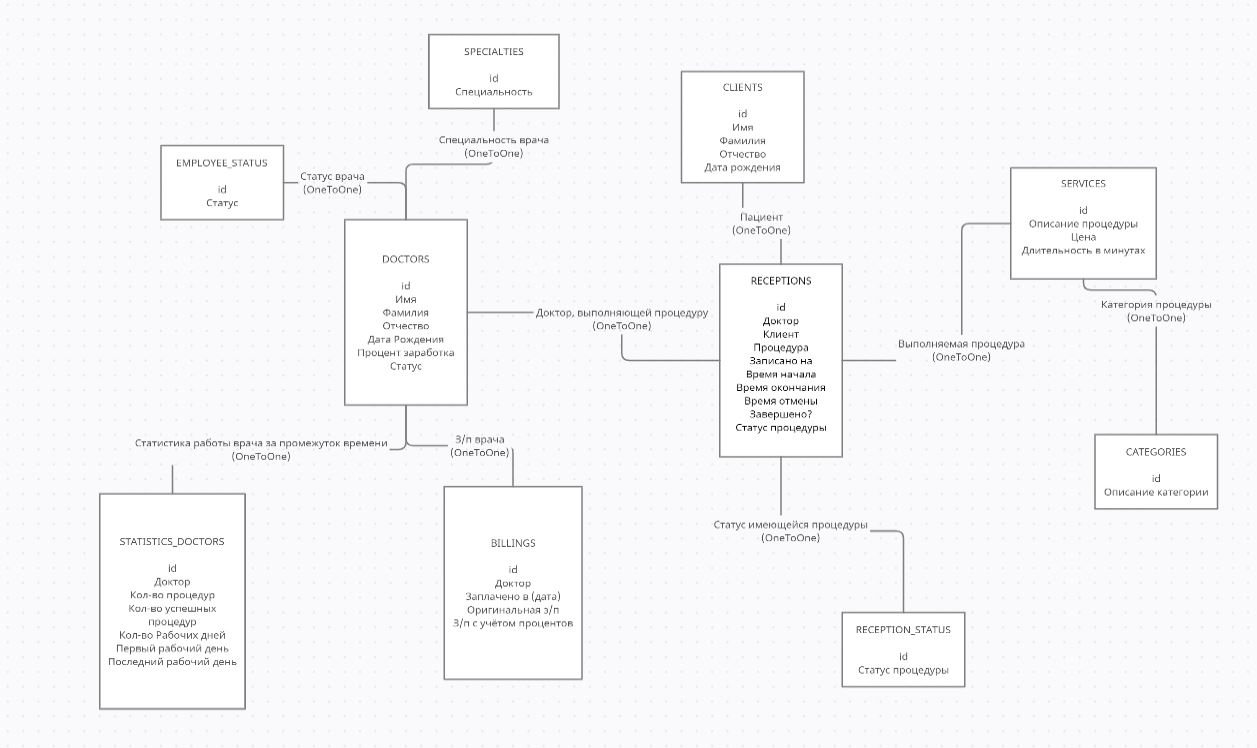 SPECIALTIES
id
Специальность
Специальность врача
(OneToOne)
EMPLOYEE_STATUS
id
Статус
Статус врача
(OneToOne)
DOCTORS
id
Имя
Фамилия
Отчество
Дата Рождения
Процент заработка
Статус
CLIENTS
id
Имя
Фамилия
Отчество
Дата рождения
Пациент
(OneToOne)
Доктор, выполняющей процедуру
(OneToOne)
RECEPTIONS
id
Доктор
Клиент
Процедура
Записано на
Время начала
Время окончания
Время отмены
Завершено?
Статус процедуры
SERVICES
id
Описание процедуры
Цена
Длительность в минутах
Выполняемая процедура
(OneToOne)
Категория процедуры
(OneToOne)
CATEGORIES
id
Описание категории
Статистика работы врача за промежуток времени
(OneToOne)
З/п врача
(OneToOne)
STATISTICS_DOCTORS
id
Доктор
Кол-во процедур
Кол-во успешных
процедур
Кол-во Рабочих дней
Первый рабочий день
Последний рабочий день
BILLINGS
id
Доктор
Заплачено в (дата)
Оригинальная з/п
З/п с учётом процентов
Статус имеющейся процедуры
(OneToOne)
RECEPTION_STATUS
id
Статус процедуры